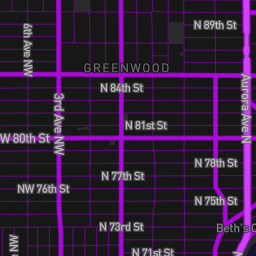 N 89th St
6th Ave NW
GREENWOOD
N 84th St
Aurora Ave N
3rd Ave NW
N 81st St
W 80th St
N 78th St
N 77th St
NW 76th St
N 75th St
N 73rd St
Beth's C
NW
N 71st St